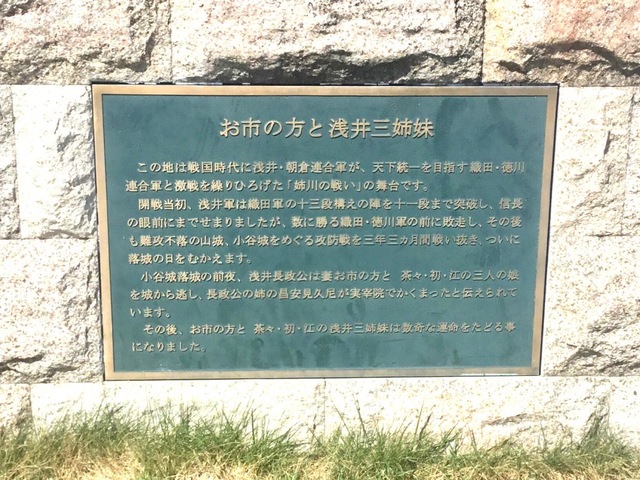 お市の方と浅井三姉妹
この地は戦国時代に浅井・朝倉連合軍が、天下統一を目指す織田・徳川
連合軍と激戦を繰りひろげた「姉川の戦い」の舞台です。
開戦当初、浅井軍は織田軍の十三段構えの陣を十一段まで突破し、信長
の眼前にまでせまりましたが、数に勝る織田・徳川軍の前に敗走し、その後
も難攻不落の山城、小谷城をめぐる攻防戦を三年三カ月間戦い抜き、ついに
落城の日をむかえます。
小谷城落城の前夜、浅井長政公は妻お市の方と 茶々・初・江の三人の娘
を城から逃し、長政公の姉の昌安見久尼が実宰院でかくまったと伝えられて
います。
その後、お市の方と 茶々・初・江の浅井三姉妹は数奇な運命をたどる事
になりました。